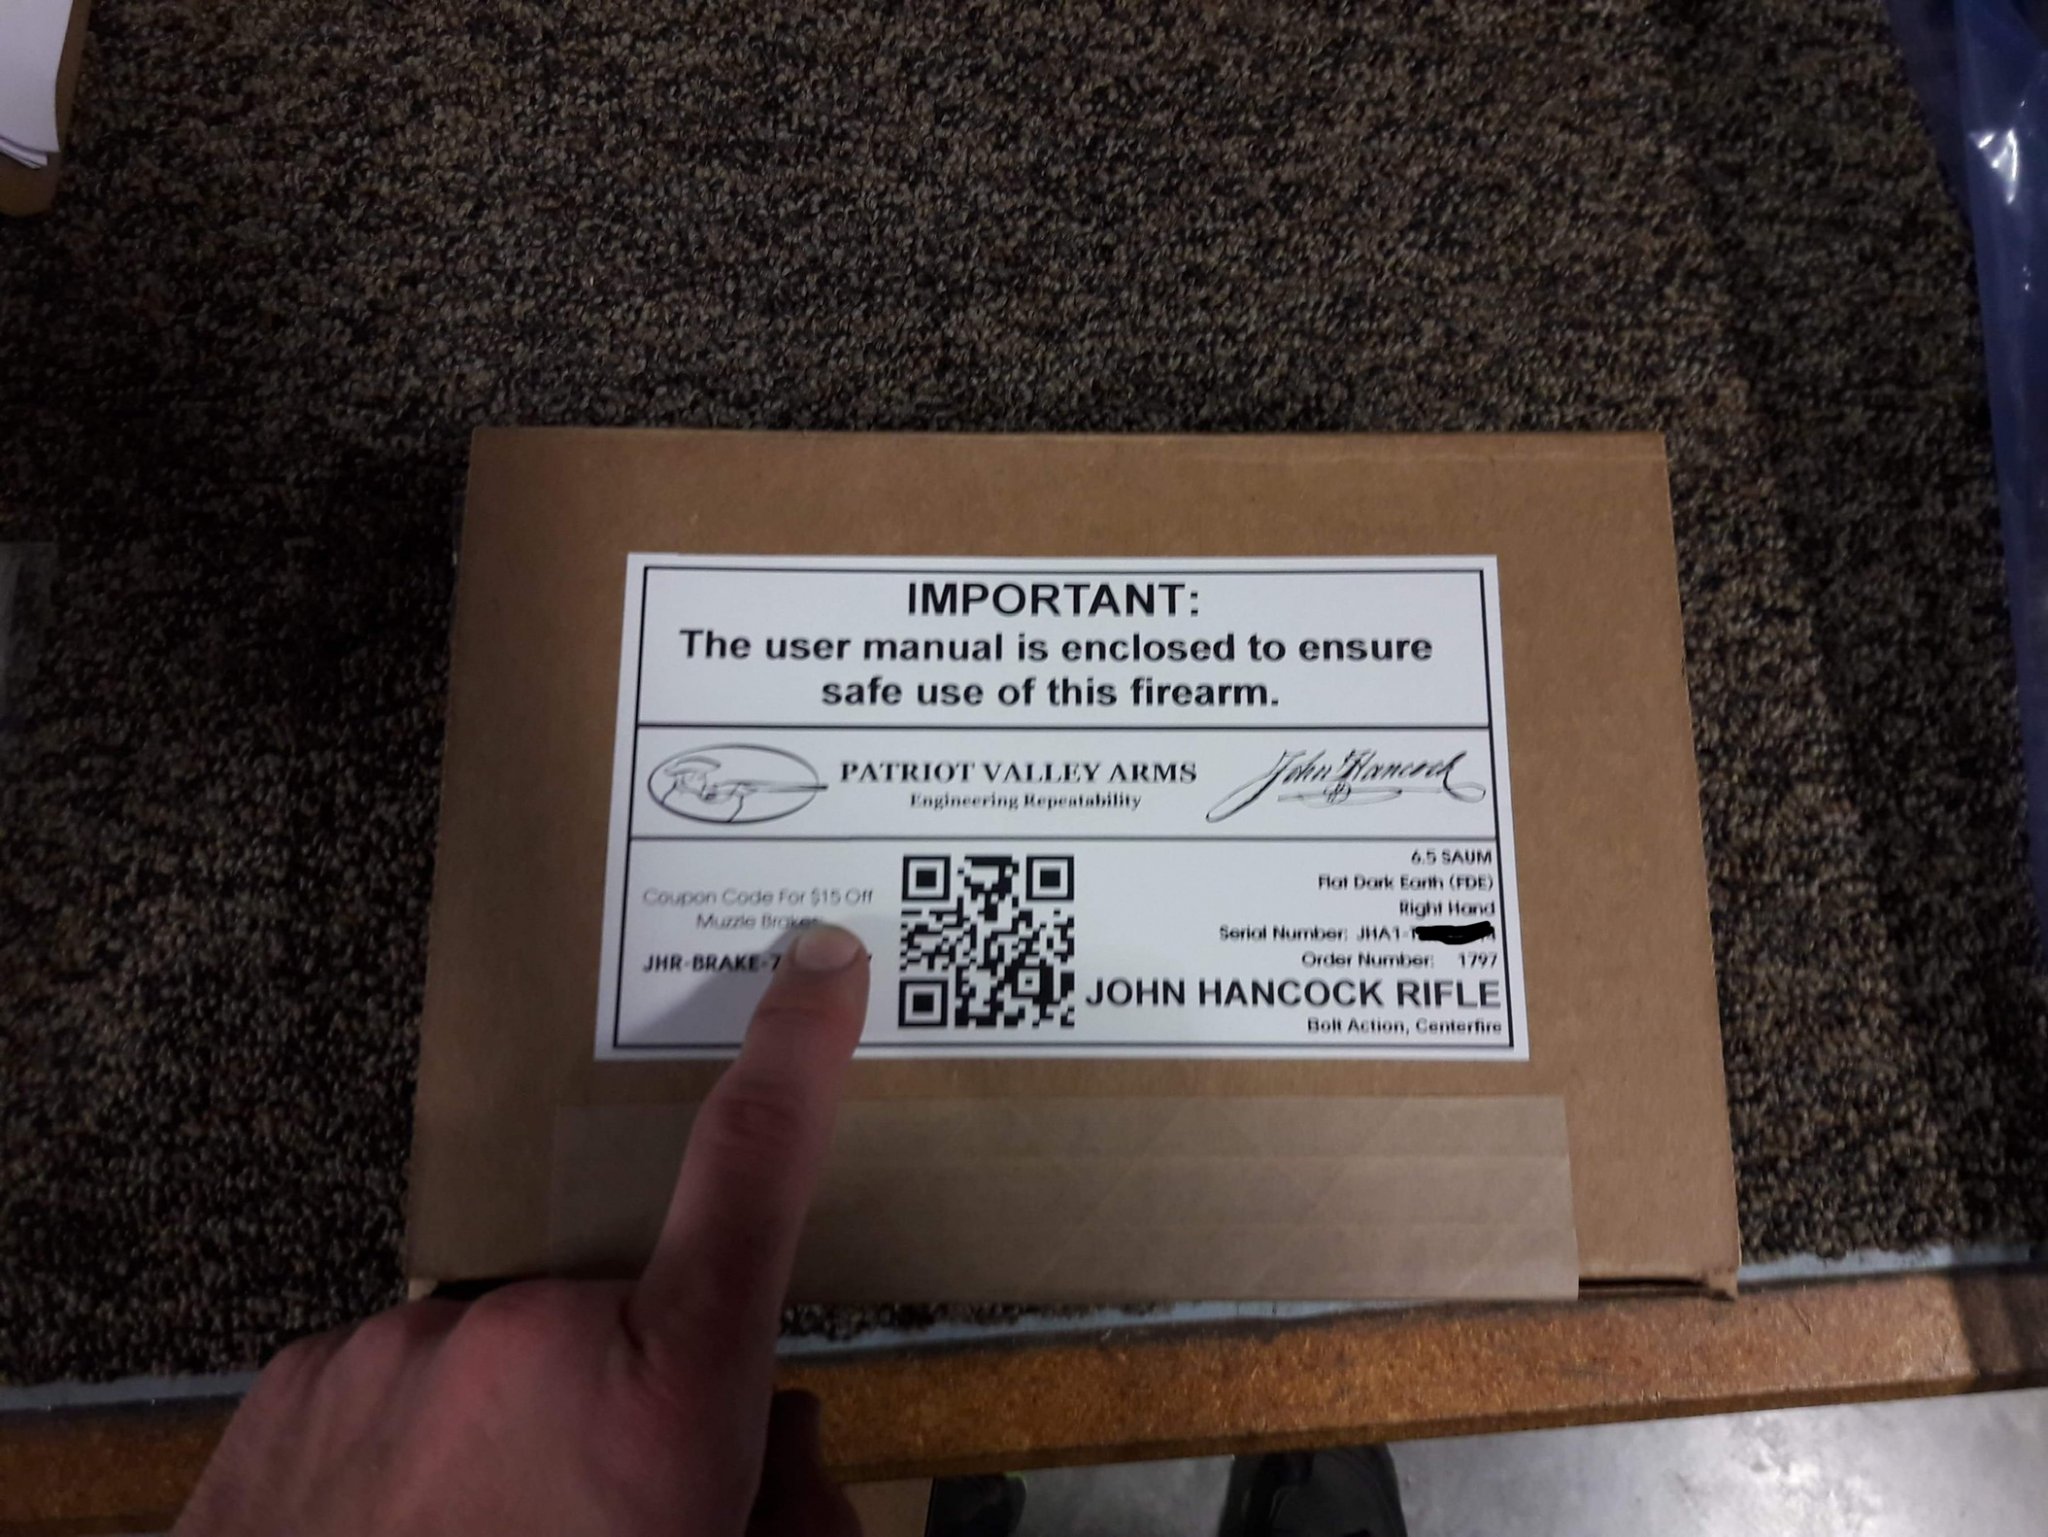 IMPORTANT:
The user manual is enclosed to ensure
safe use of this firearm.
PATRIOT VALLEY ARMS
Engineering Repeatability
John Hancock
Coupon Code For $15 Off
Muzzle Brakes
JHR-BRAKE-7
6.5 SAUM
Flat Dark Earth (FDE)
Right Hand
Serial Number: JHA1-
Order Number: 1797
JOHN HANCOCK RIFLE
Bolt Action, Centerfire